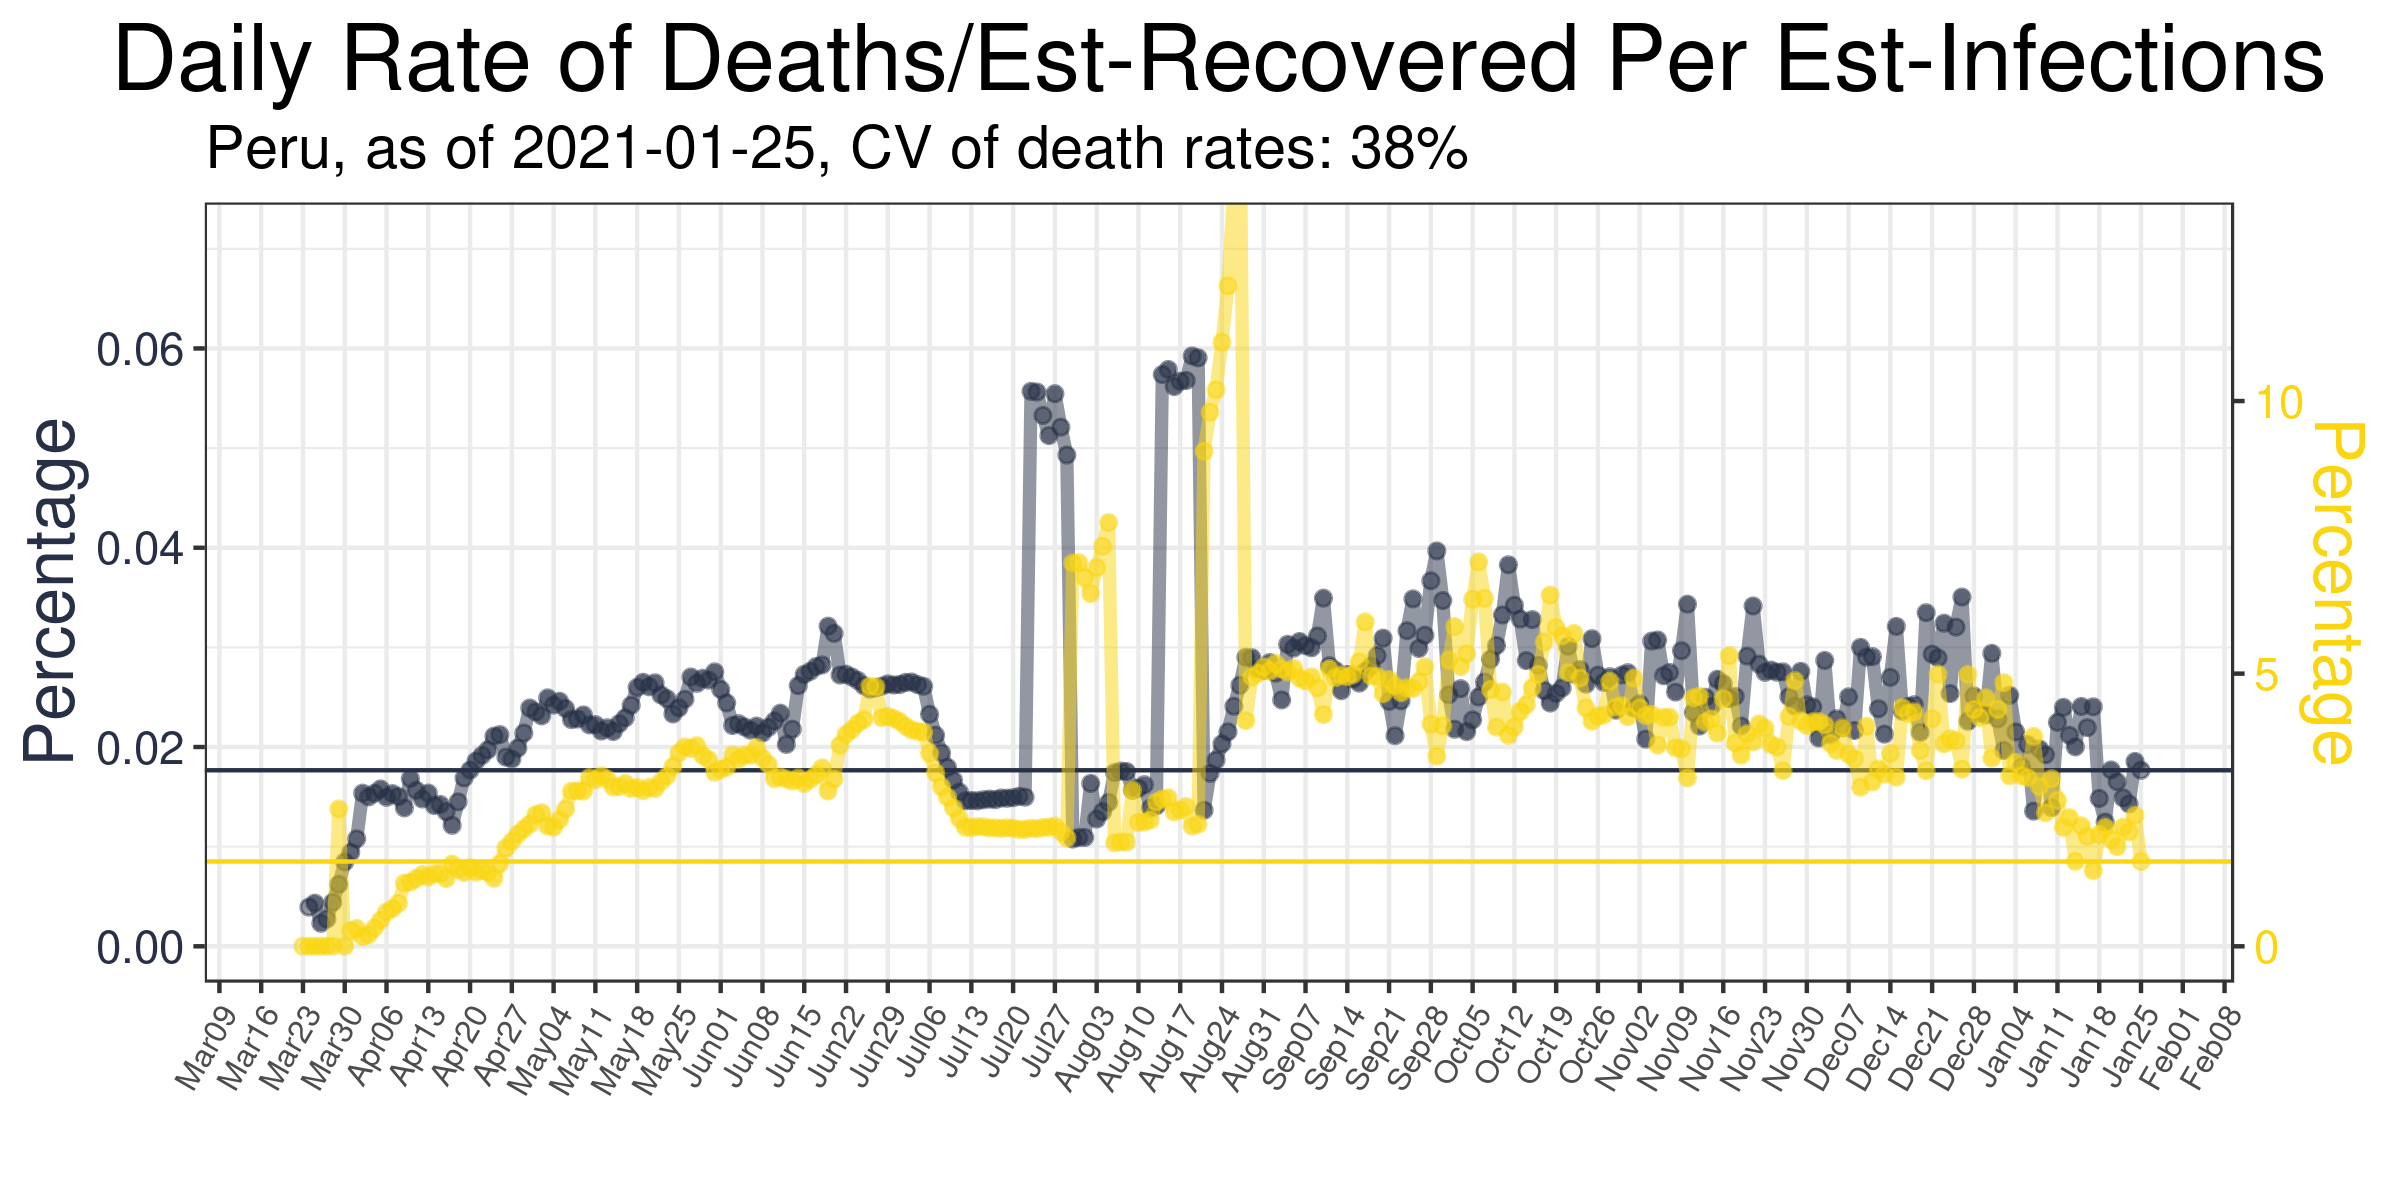 Daily Rate of Deaths/Est-Recovered Per Est-Infections
Peru, as of 2021-01-25, CV of death rates: 38%
Percentage
0.06
0.04
0.02
0.00
10
5
0
Percentage
Mar09
Mar16
Mar23
Mar30
Apr06
Apr13
Apr20
Apr27
May04
May11
May18
May25
Jun01
Jun08
Jun15
Jun22
Jun29
Jul06
Jul13
Jul20
Jul27
Aug03
Aug10
Aug17
Aug24
Aug31
Sep07
Sep14
Sep21
Sep28
Oct05
Oct12
Oct19
Oct26
Nov02
Nov09
Nov16
Nov23
Nov30
Dec07
Dec14
Dec21
Dec28
Jan04
Jan11
Jan18
Jan25
Feb01
Feb08